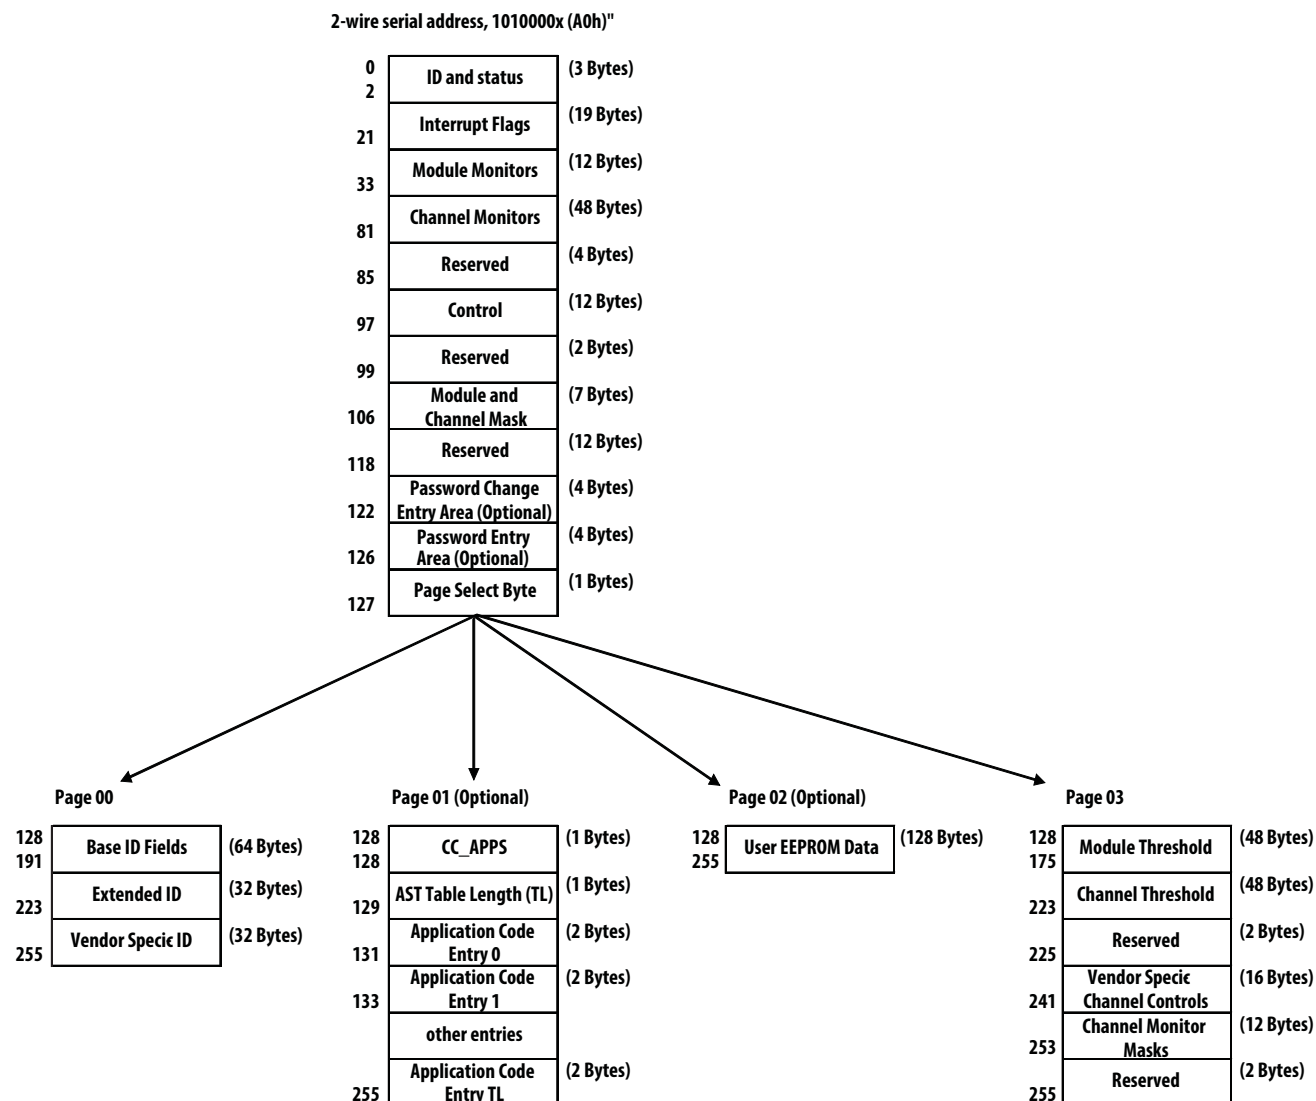 2-wire serial address, 1010000x (A0h)"
0
2
ID and status
(3 Bytes)
21
Interrupt Flags
(19 Bytes)
33
Module Monitors
(12 Bytes)
81
Channel Monitors
(48 Bytes)
85
Reserved
(4 Bytes)
97
Control
(12 Bytes)
99
Reserved
(2 Bytes)
106
Module and
Channel Mask
(7 Bytes)
118
Reserved
(12 Bytes)
122
Password Change
Entry Area (Optional)
(4 Bytes)
126
Password Entry
Area (Optional)
(4 Bytes)
127
Page Select Byte
(1 Bytes)
Page 00
128
191
Base ID Fields
(64 Bytes)
223
Extended ID
(32 Bytes)
255
Vendor Specic ID
(32 Bytes)
Page 01 (Optional)
128
128
CC_APPS
(1 Bytes)
129
AST Table Length (TL)
(1 Bytes)
131
Application Code
Entry 0
(2 Bytes)
133
Application Code
Entry 1
(2 Bytes)
other entries
255
Application Code
Entry TL
(2 Bytes)
Page 02 (Optional)
128
255
User EEPROM Data
(128 Bytes)
Page 03
128
175
Module Threshold
(48 Bytes)
223
Channel Threshold
(48 Bytes)
225
Reserved
(2 Bytes)
241
Vendor Specic
Channel Controls
(16 Bytes)
253
Channel Monitor
Masks
(12 Bytes)
255
Reserved
(2 Bytes)